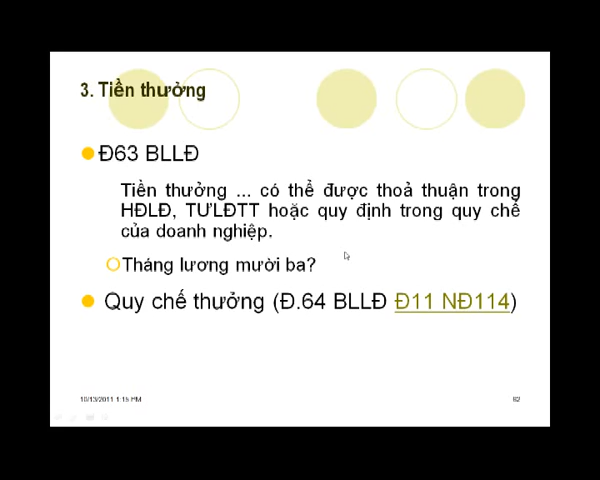 3. Tiền thưởng
Đ63 BLLĐ
Tiền thưởng ... có thể được thoả thuận trong
HĐLĐ, TƯLĐTT hoặc quy định trong quy chế
của doanh nghiệp.
Tháng lương mười ba?
Quy chế thưởng (Đ.64 BLLĐ Đ11 NĐ114)
10/13/2011 1:15 PM
62